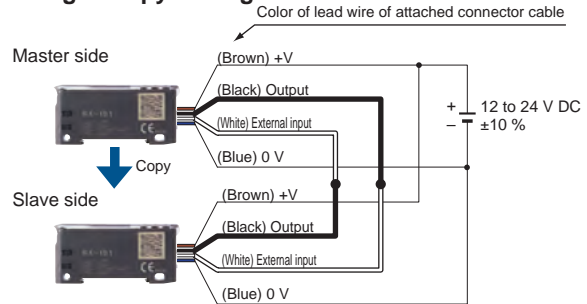 Color of lead wire of attached connector cable
Master side
(Brown) +V
(Black) Output
(White) External input
(Blue) 0 V
+
–
12 to 24 V DC
±10 %
Copy
Slave side
(Brown) +V
(Black) Output
(White) External input
(Blue) 0 V